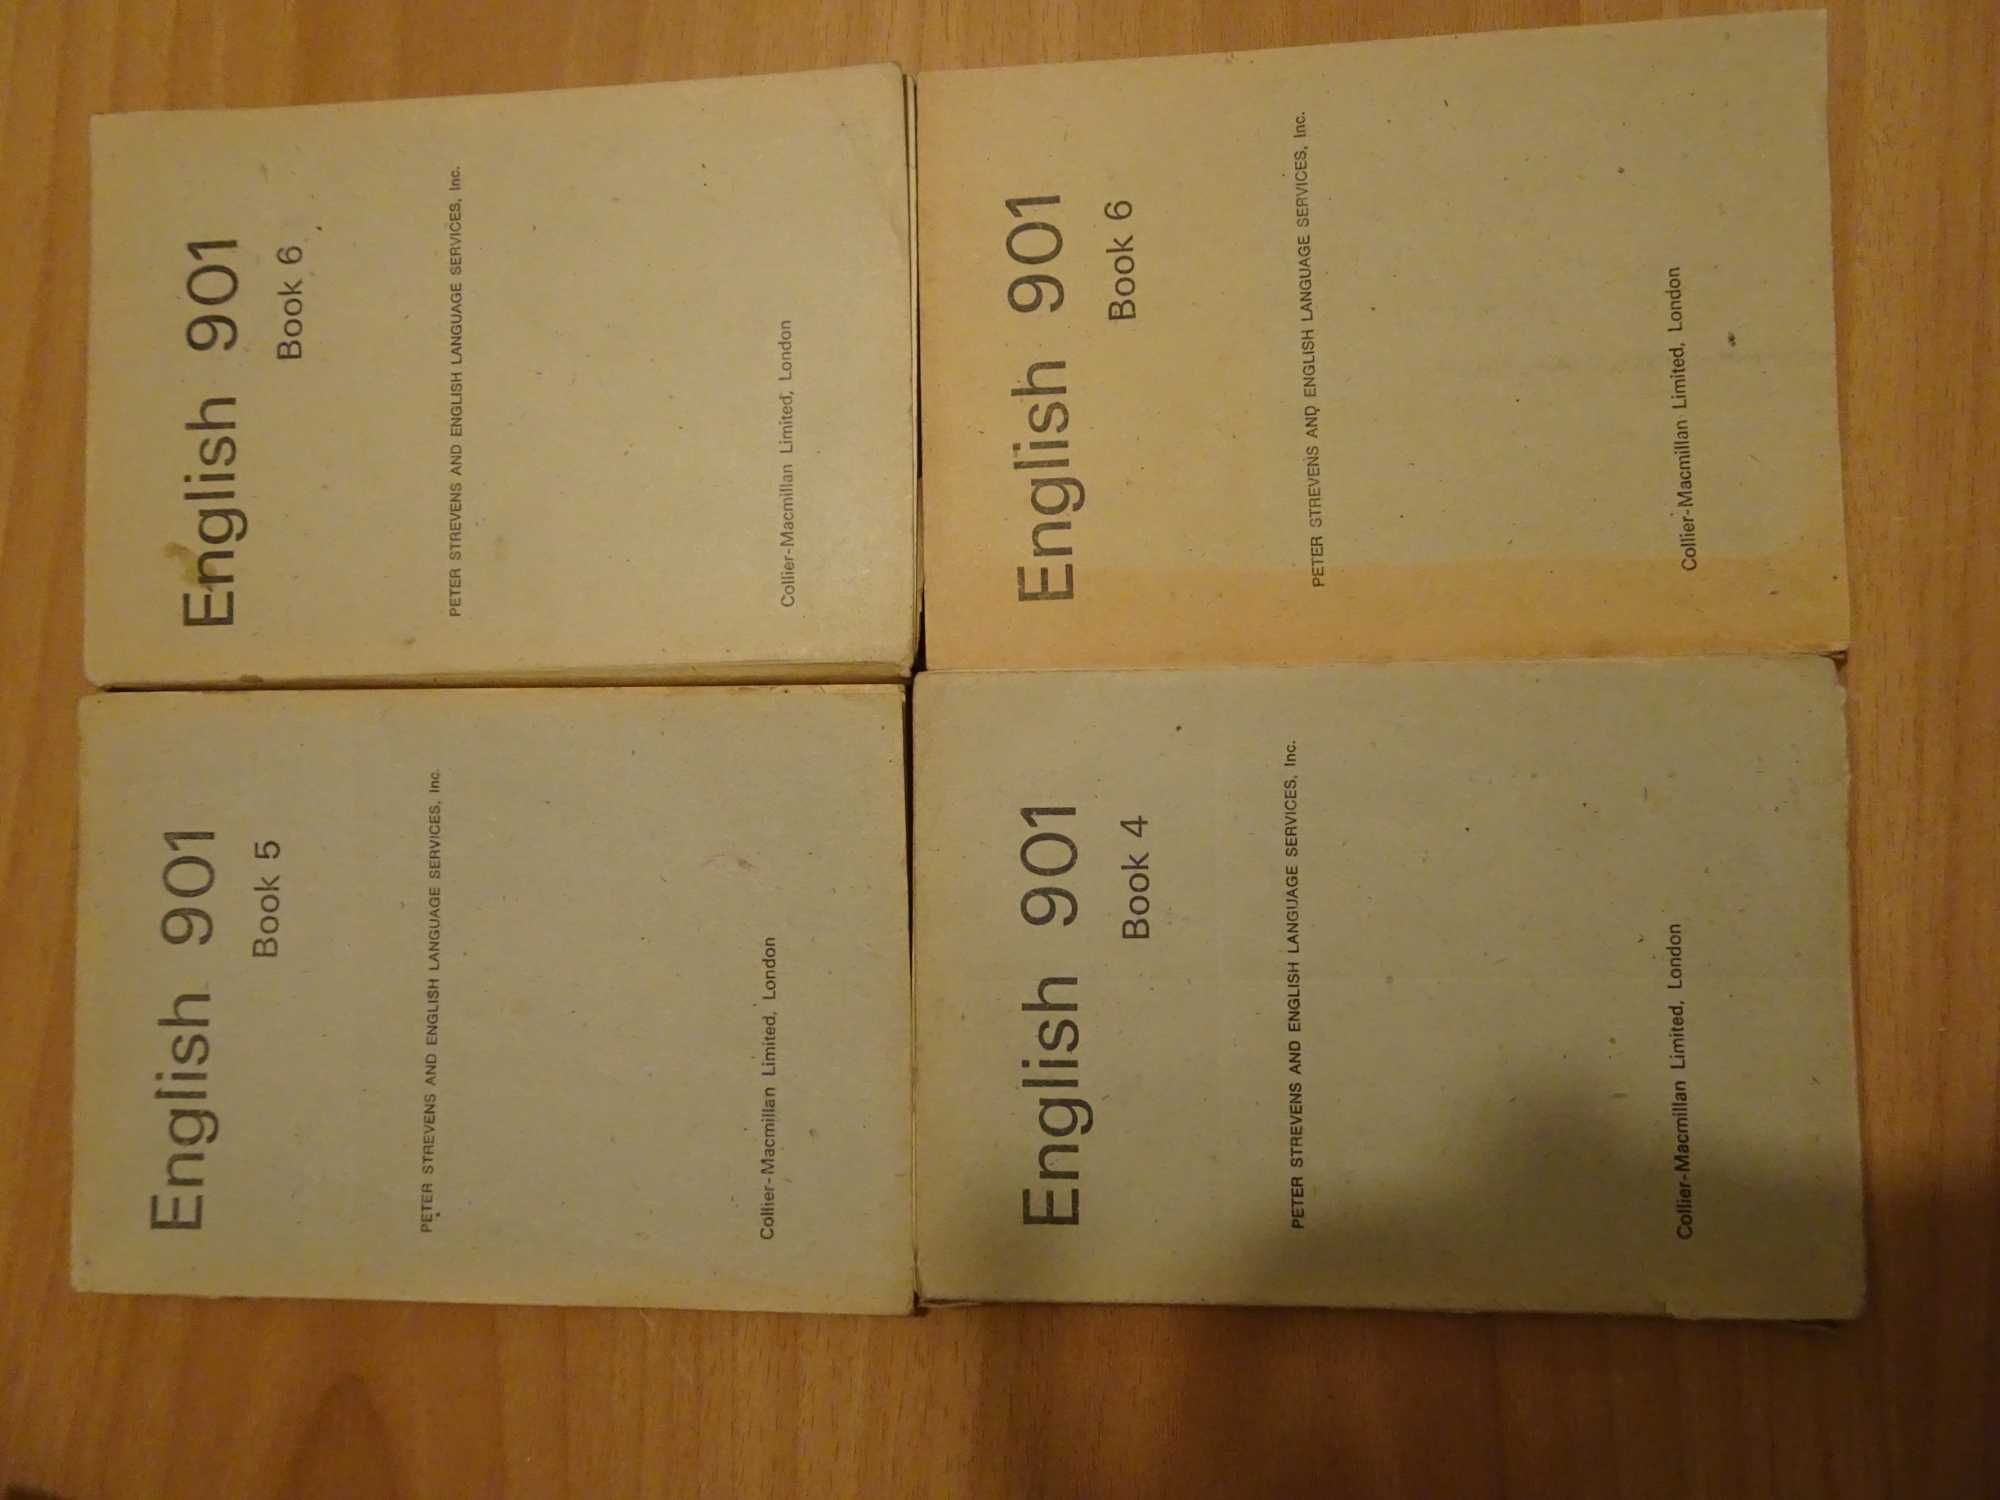 English 901
Book 5
PETER STREVENS AND ENGLISH LANGUAGE SERVICES, Inc.
Collier-Macmillan Limited, London
English 901
Book 6
PETER STREVENS AND ENGLISH LANGUAGE SERVICES, Inc.
Collier-Macmillan Limited, London
English 901
Book 4
PETER STREVENS AND ENGLISH LANGUAGE SERVICES, Inc.
Collier-Macmillan Limited, London
English 901
Book 6
PETER STREVENS AND ENGLISH LANGUAGE SERVICES, Inc.
Collier-Macmillan Limited, London